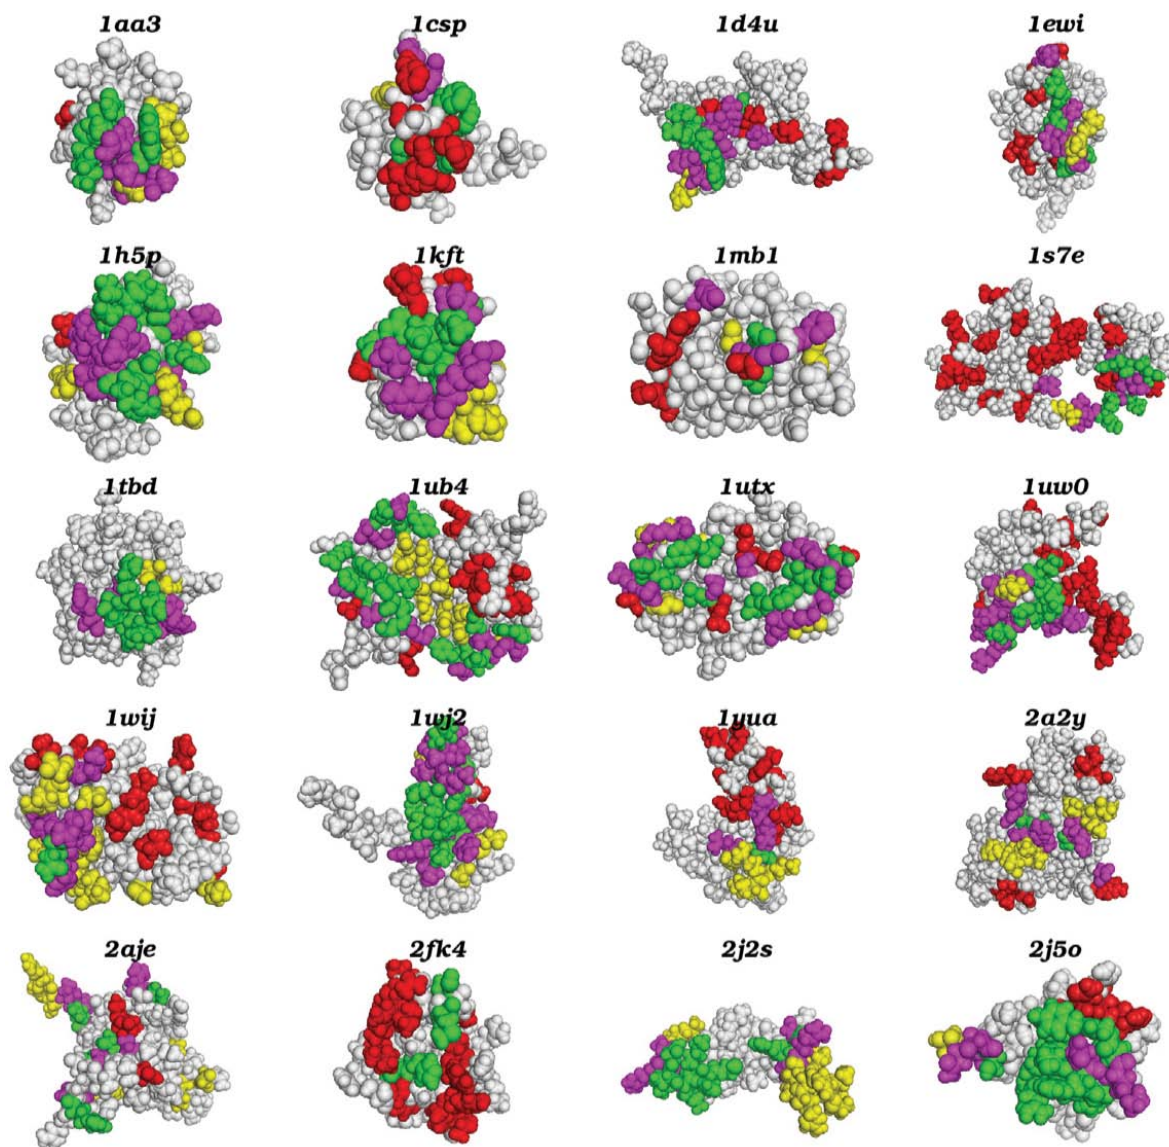 1aa3 1csp 1d4u 1ewi
1h5p 1kft 1mb1 1s7e
1tbd 1ub4 1utx 1uw0
1wij 1wj2 1yua 2a2y
2aje 2fk4 2j2s 2j5o